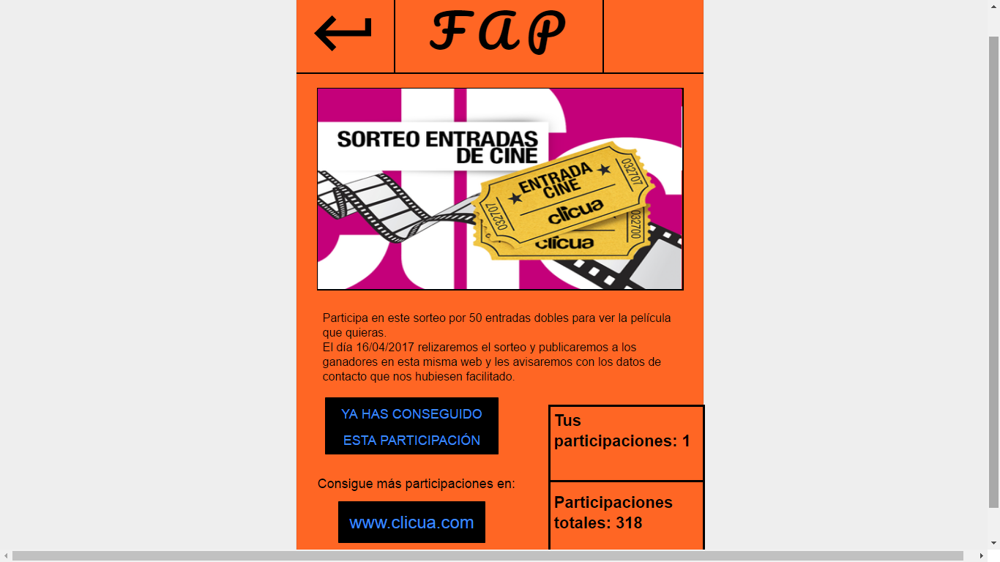 FAP
SORTEO ENTRADAS
DE CINE
ENTRADA
CINE
clicua
032707
032707
clicua
032700
Participa en este sorteo por 50 entradas dobles para ver la película
que quieras.
El día 16/04/2017 relizaremos el sorteo y publicaremos a los
ganadores en esta misma web y les avisaremos con los datos de
contacto que nos hubiesen facilitado.
YA HAS CONSEGUIDO
ESTA PARTICIPACIÓN
Tus
participaciones: 1
Consigue más participaciones en:
www.clicua.com
Participaciones
totales: 318